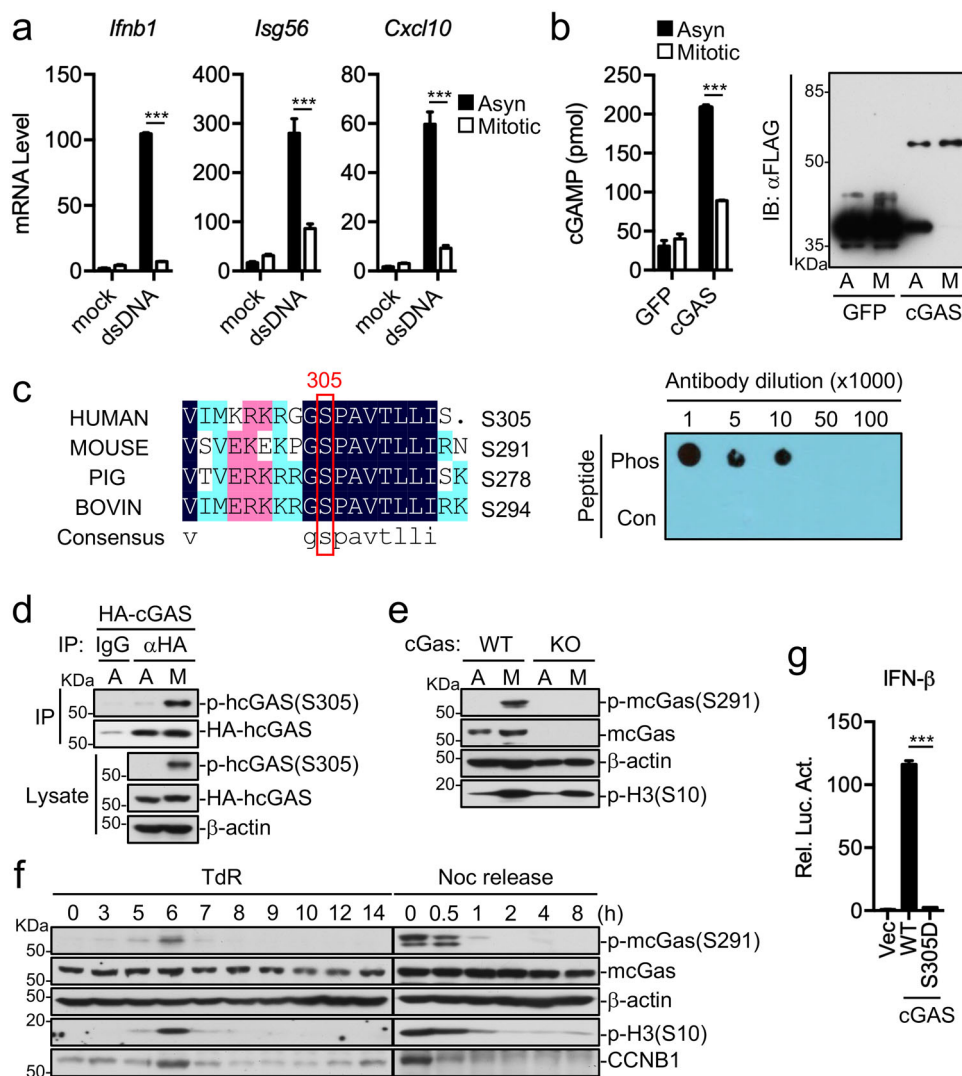 a
Ifnb1
Isg56
Cxcl10
mRNA Level
150
100
50
0
400
300
200
100
0
80
60
40
20
0
mock
dsDNA
mock
dsDNA
mock
dsDNA
***
***
***
Asyn
Mitotic
b
Asyn
Mitotic
cGAMP (pmol)
250
200
150
100
50
0
***
GFP
cGAS
IB: αFLAG
85
50
35
KDa
A M A M
GFP cGAS
c
305
HUMAN VIMKRKRGGSPAVTLLIS. S305
MOUSE VSVEKEKPGSPAVTLLIRN S291
PIG VTVERKRRGSPAVTLLISK S278
BOVIN VIMERKKRGSPAVTLLIRK S294
Consensus v gspavtlli
Antibody dilution (x1000)
1 5 10 50 100
Peptide
Phos
Con
d
HA-cGAS
IP: IgG αHA
A A M
KDa
IP
50 p-hcGAS(S305)
50 HA-hcGAS
Lysate
50 p-hcGAS(S305)
50 HA-hcGAS
50 β-actin
e
cGas: WT KO
A M A M
KDa
50 p-mcGas(S291)
50 mcGas
50 β-actin
20 p-H3(S10)
f
TdR Noc release
0 3 5 6 7 8 9 10 12 14 0 0.5 1 2 4 8 (h)
KDa
50 p-mcGas(S291)
50 mcGas
50 β-actin
20 p-H3(S10)
50 CCNB1
g
IFN-β
Rel. Luc. Act.
150
100
50
0
***
Vec
WT
S305D
cGAS